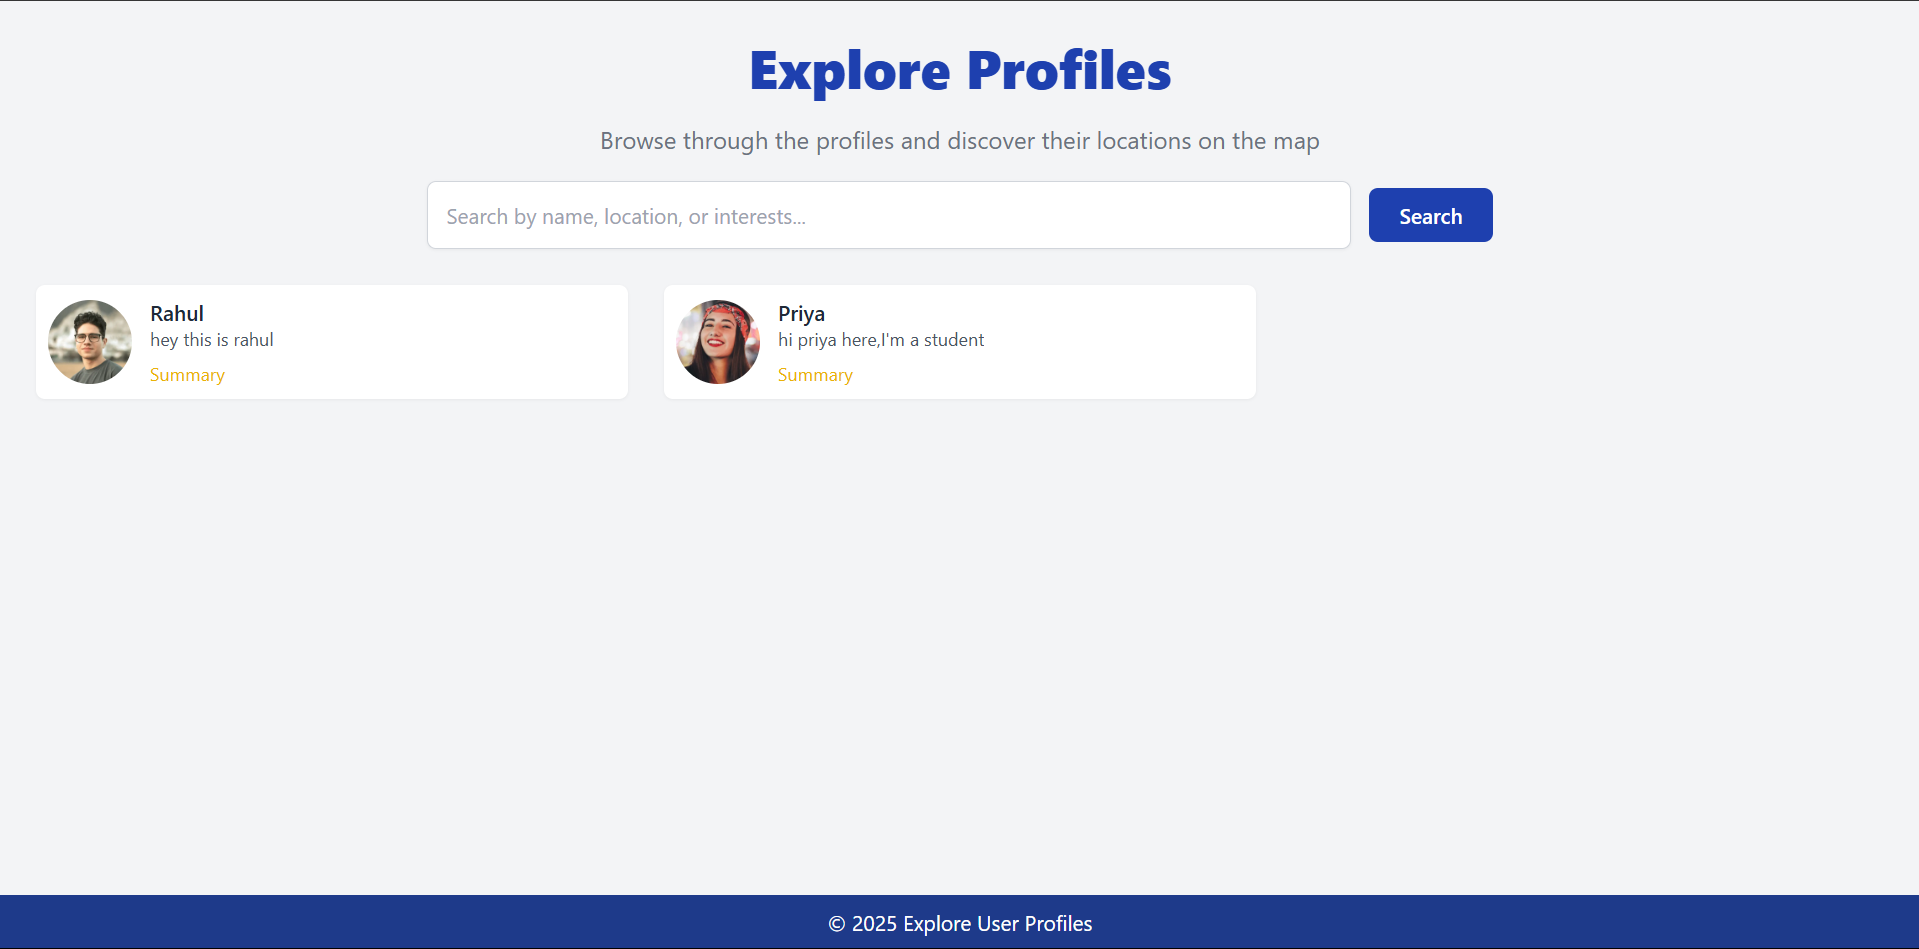 Explore Profiles
Browse through the profiles and discover their locations on the map
Search by name, location, or interests...
Search
Rahul
hey this is rahul
Summary
Priya
hi priya here,I'm a student
Summary
© 2025 Explore User Profiles